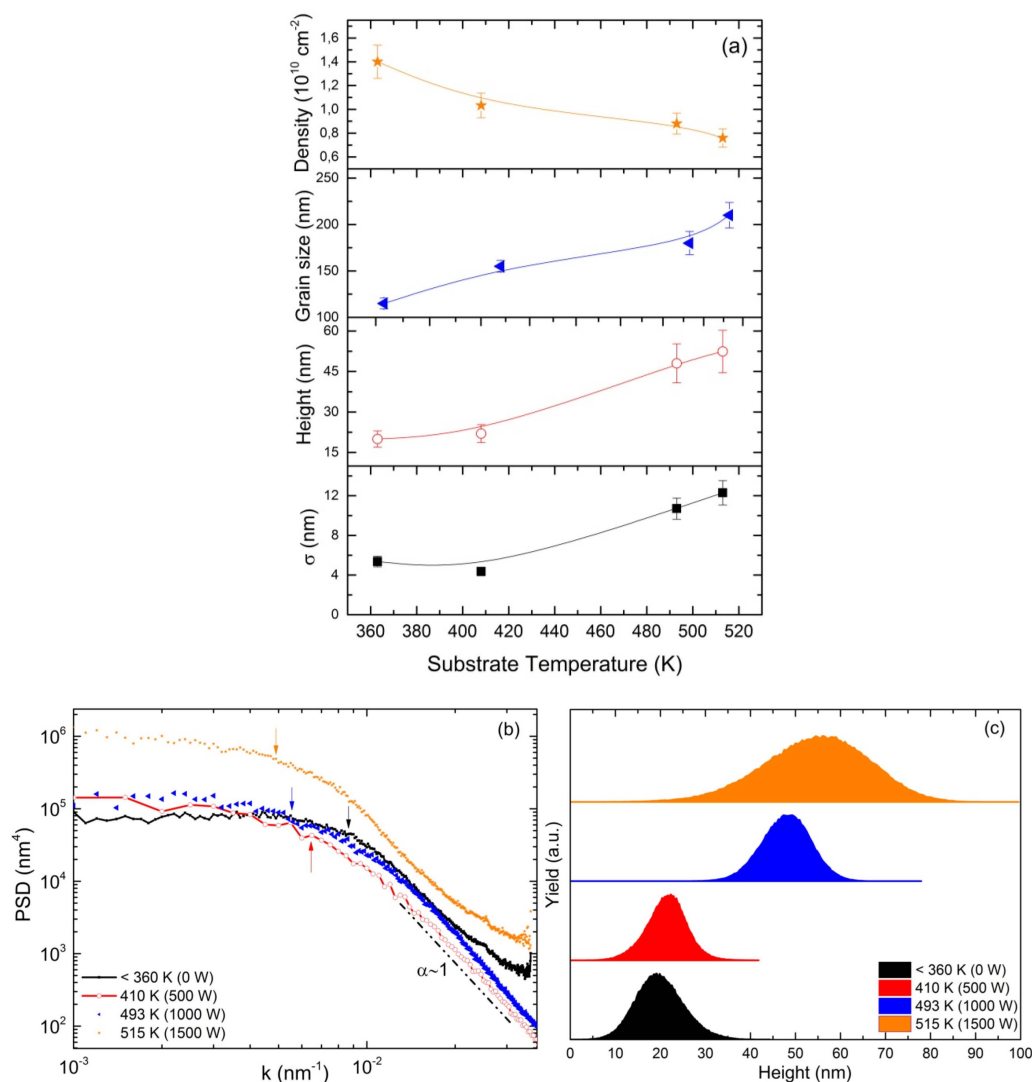 (a)
Density (10¹⁰ cm⁻²)
1,6
1,4
1,2
1,0
0,8
0,6
Grain size (nm)
250
200
150
100
Height (nm)
60
45
30
15
σ (nm)
12
8
4
0
360 380 400 420 440 460 480 500 520
Substrate Temperature (K)
(b)
PSD (nm⁴)
10⁶
10⁵
10⁴
10³
10²
α~1
< 360 K (0 W)
410 K (500 W)
493 K (1000 W)
515 K (1500 W)
10⁻³ 10⁻²
k (nm⁻¹)
(c)
Yield (a.u.)
< 360 K (0 W)
410 K (500 W)
493 K (1000 W)
515 K (1500 W)
0 10 20 30 40 50 60 70 80 90 100
Height (nm)